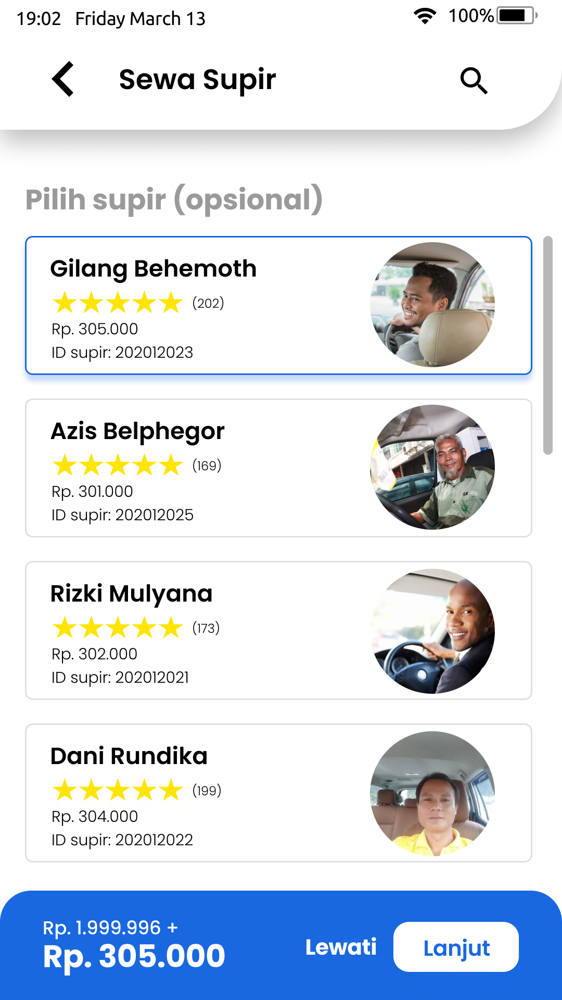 19:02 Friday March 13 100%
Sewa Supir
Pilih supir (opsional)
Gilang Behemoth
(202)
Rp. 305.000
ID supir: 202012023
Azis Belphegor
(169)
Rp. 301.000
ID supir: 202012025
Rizki Mulyana
(173)
Rp. 302.000
ID supir: 202012021
Dani Rundika
(199)
Rp. 304.000
ID supir: 202012022
Rp. 1.999.996 +
Rp. 305.000
Lewati Lanjut